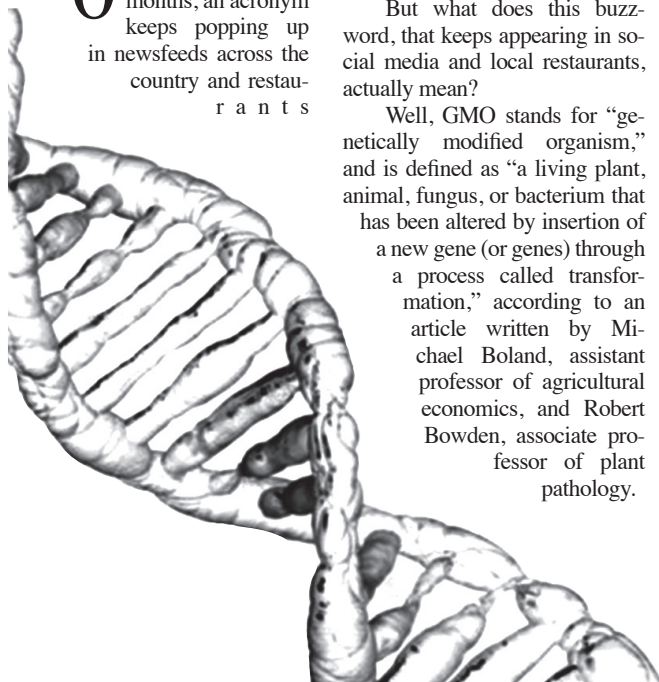 months, an acronym
keeps popping up
in newsfeeds across the
country and restau-
rants
But what does this buzz-
word, that keeps appearing in so-
cial media and local restaurants,
actually mean?
Well, GMO stands for “ge-
netically modified organism,”
and is defined as “a living plant,
animal, fungus, or bacterium that
has been altered by insertion of
a new gene (or genes) through
a process called transfor-
mation,” according to an
article written by Mi-
chael Boland, assistant
professor of agricultural
economics, and Robert
Bowden, associate pro-
fessor of plant
pathology.